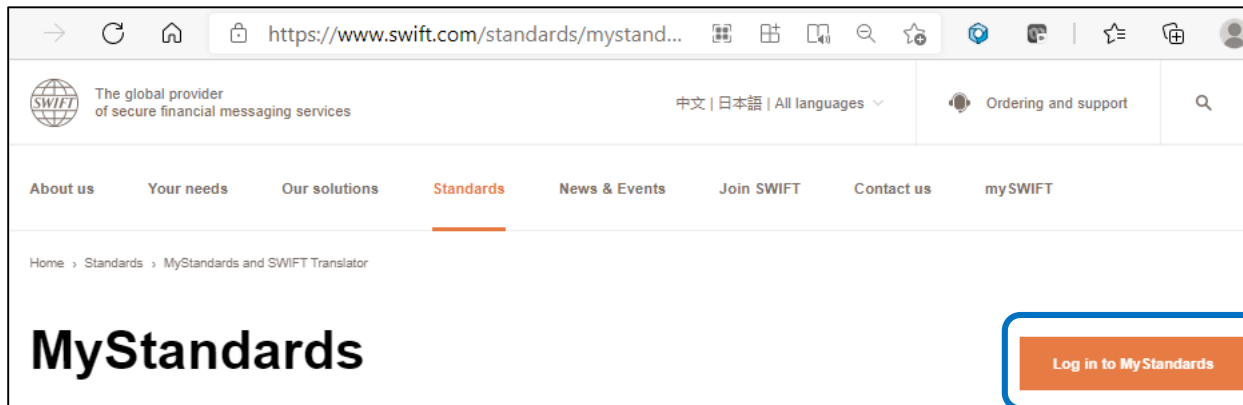 https://www.swift.com/standards/mystand...
SWIFT
The global provider
of secure financial messaging services
中文 | 日本語 | All languages
Ordering and support
About us
Your needs
Our solutions
Standards
News & Events
Join SWIFT
Contact us
mySWIFT
Home › Standards › MyStandards and SWIFT Translator
MyStandards
Log in to MyStandards